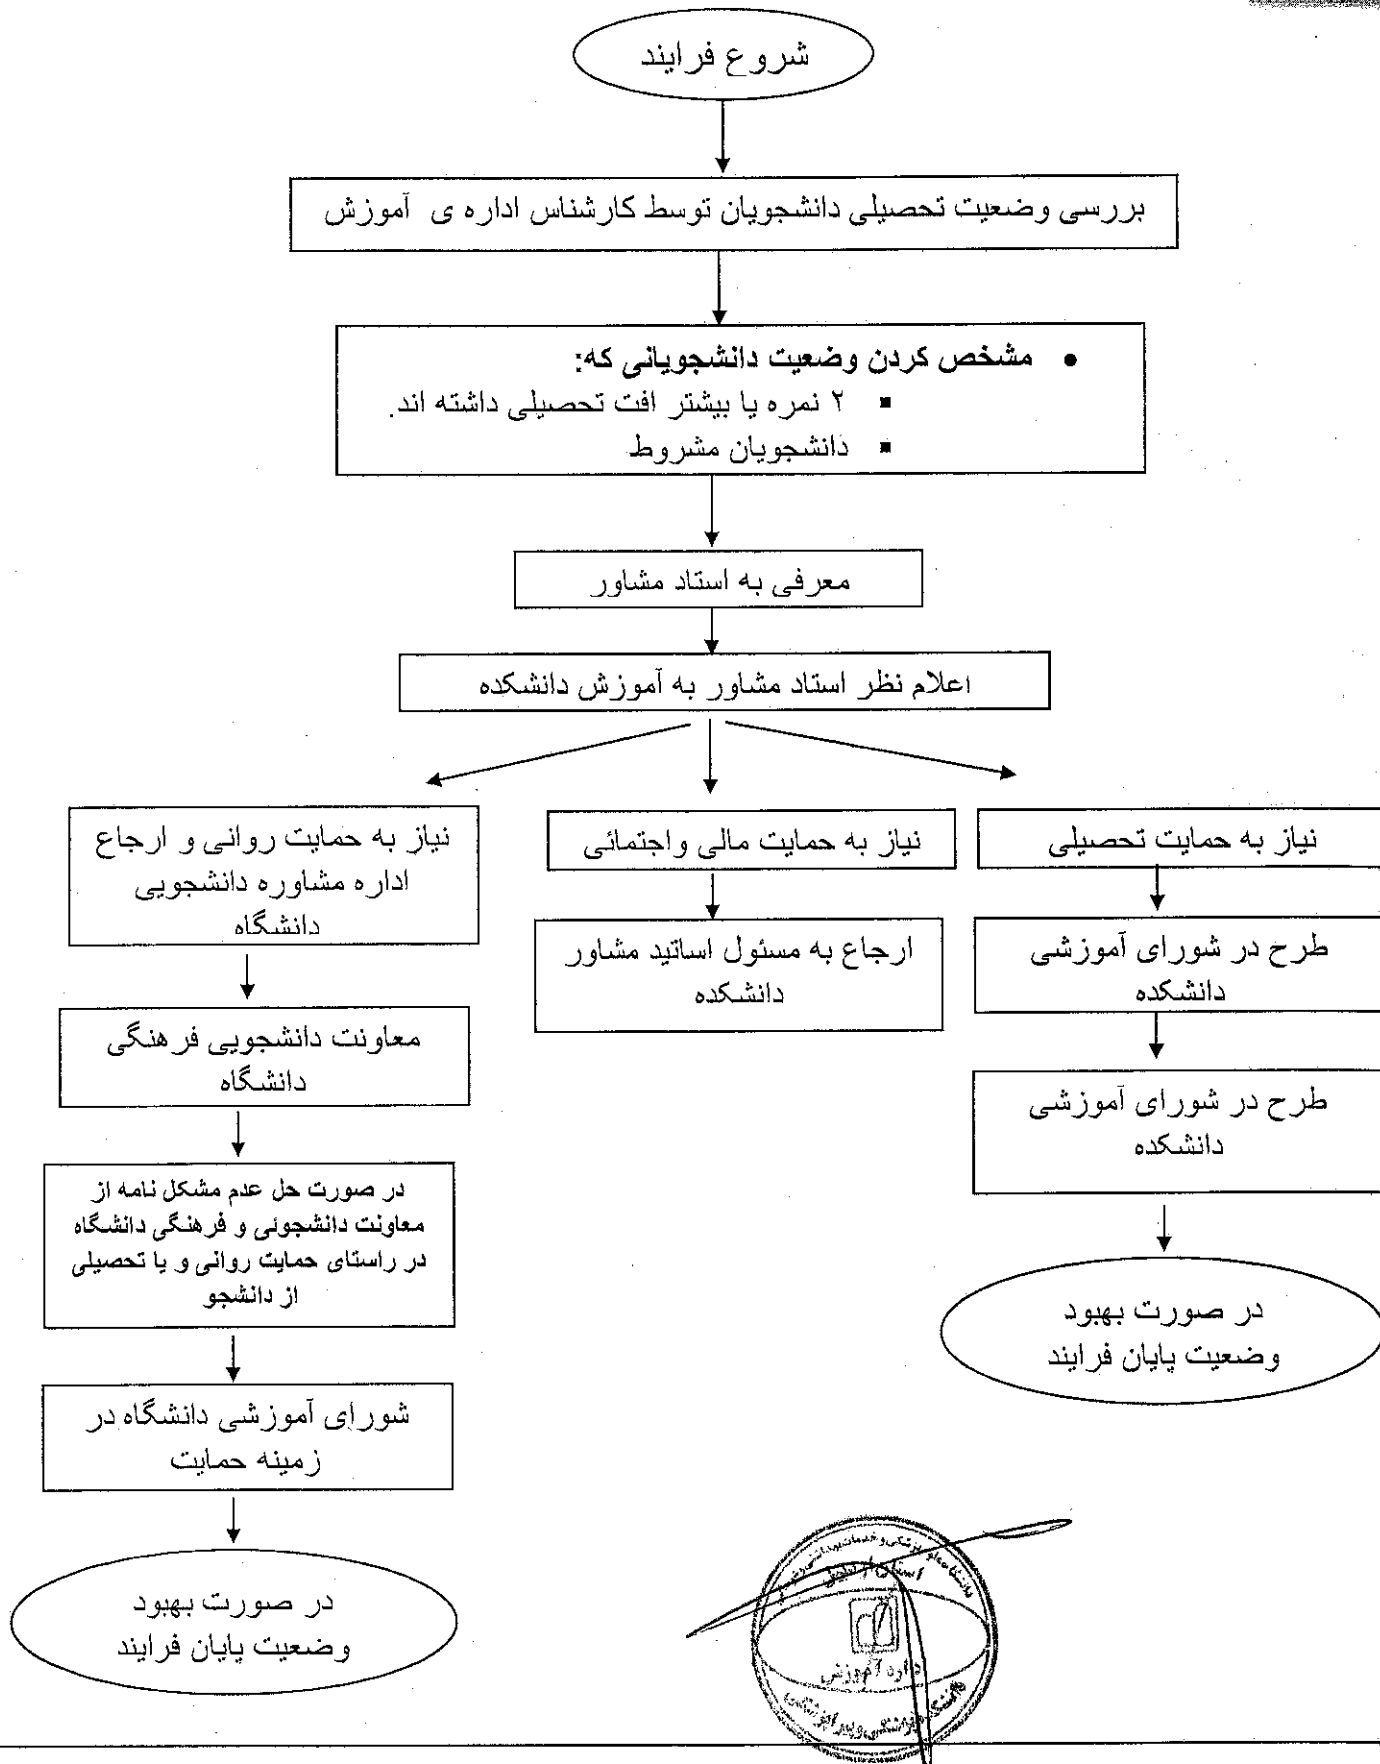 شروع فرایند
بررسی وضعیت تحصیلی دانشجویان توسط کارشناس اداره ی آموزش
• مشخص کردن وضعیت دانشجویانی که:
▪ ۲ نمره یا بیشتر افت تحصیلی داشته اند.
▪ دانشجویان مشروط
معرفی به استاد مشاور
اعلام نظر استاد مشاور به آموزش دانشکده
نیاز به حمایت تحصیلی
طرح در شورای آموزشی
دانشکده
طرح در شورای آموزشی
دانشکده
در صورت بهبود
وضعیت پایان فرایند
نیاز به حمایت مالی واجتمائی
ارجاع به مسئول اساتید مشاور
دانشکده
نیاز به حمایت روانی و ارجاع
اداره مشاوره دانشجویی
دانشگاه
معاونت دانشجویی فرهنگی
دانشگاه
در صورت حل عدم مشکل نامه از
معاونت دانشجوئی و فرهنگی دانشگاه
در راستای حمایت روانی و یا تحصیلی
از دانشجو
شورای آموزشی دانشگاه در
زمینه حمایت
در صورت بهبود
وضعیت پایان فرایند
استان اردبیل
اداره آموزش